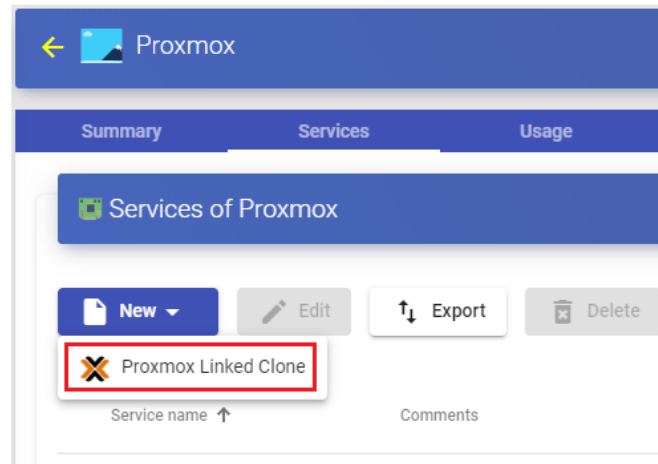 Proxmox
Summary Services Usage
Services of Proxmox
New Edit Export Delete
Proxmox Linked Clone
Service name Comments